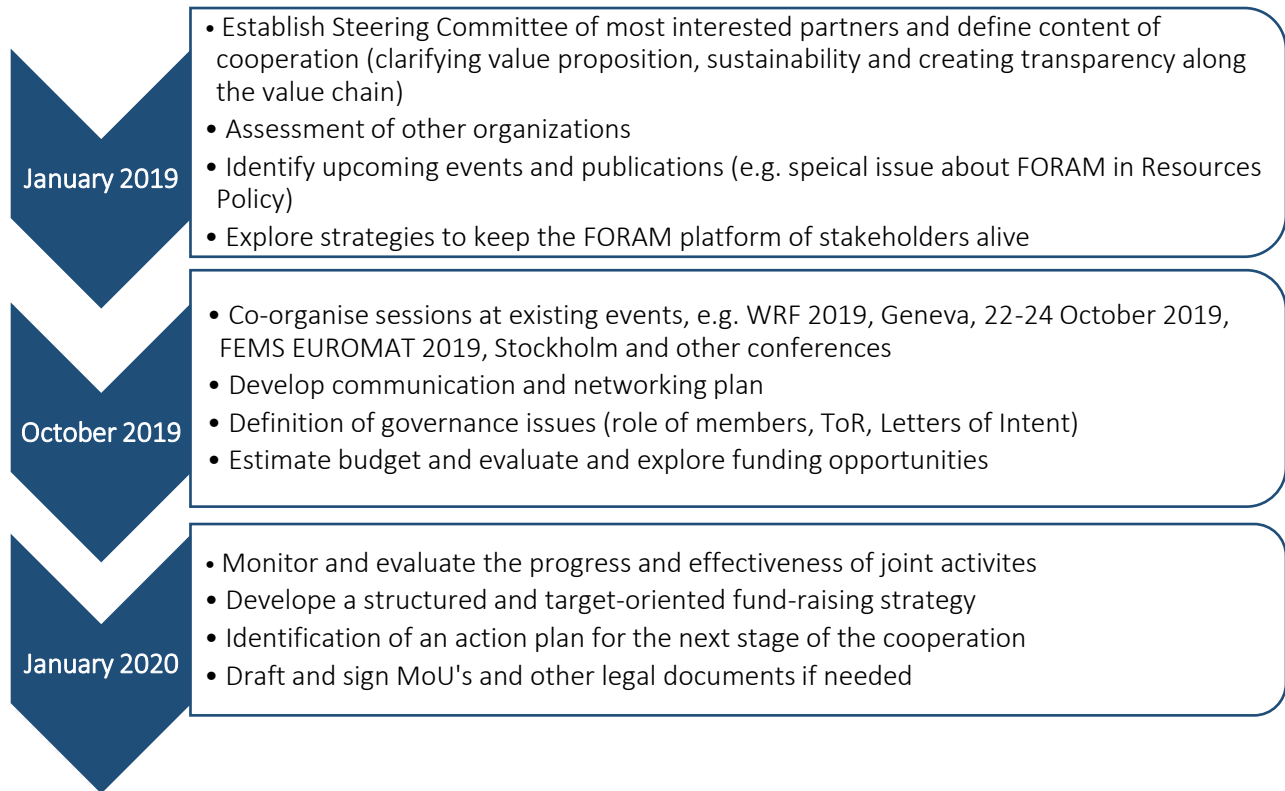 January 2019
• Establish Steering Committee of most interested partners and define content of
cooperation (clarifying value proposition, sustainability and creating transparency along
the value chain)
• Assessment of other organizations
• Identify upcoming events and publications (e.g. speical issue about FORAM in Resources
Policy)
• Explore strategies to keep the FORAM platform of stakeholders alive
October 2019
• Co-organise sessions at existing events, e.g. WRF 2019, Geneva, 22-24 October 2019,
FEMS EUROMAT 2019, Stockholm and other conferences
• Develop communication and networking plan
• Definition of governance issues (role of members, ToR, Letters of Intent)
• Estimate budget and evaluate and explore funding opportunities
January 2020
• Monitor and evaluate the progress and effectiveness of joint activites
• Develope a structured and target-oriented fund-raising strategy
• Identification of an action plan for the next stage of the cooperation
• Draft and sign MoU's and other legal documents if needed